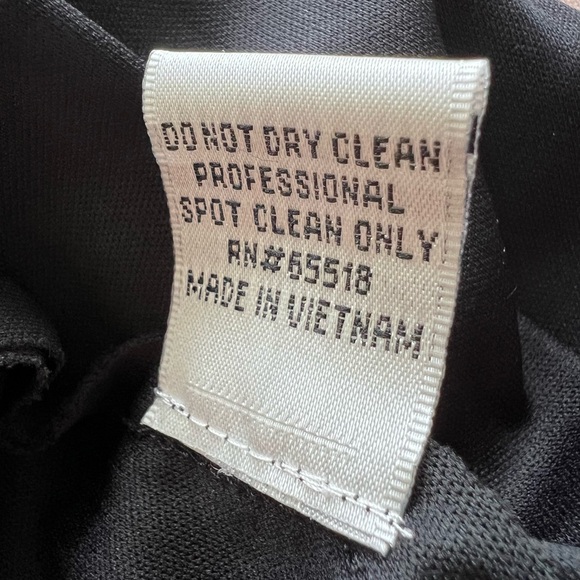 DO NOT DRY CLEAN
PROFESSIONAL
SPOT CLEAN ONLY
RN#65518
MADE IN VIETNAM